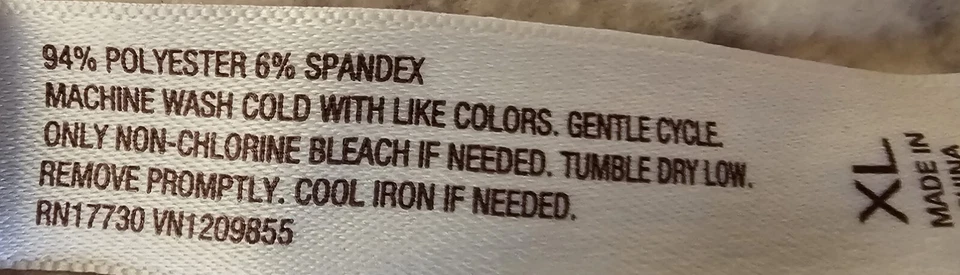 94% POLYESTER 6% SPANDEX
MACHINE WASH COLD WITH LIKE COLORS. GENTLE CYCLE.
ONLY NON-CHLORINE BLEACH IF NEEDED. TUMBLE DRY LOW.
REMOVE PROMPTLY. COOL IRON IF NEEDED.
RN17730 VN1209855
XL
MADE IN